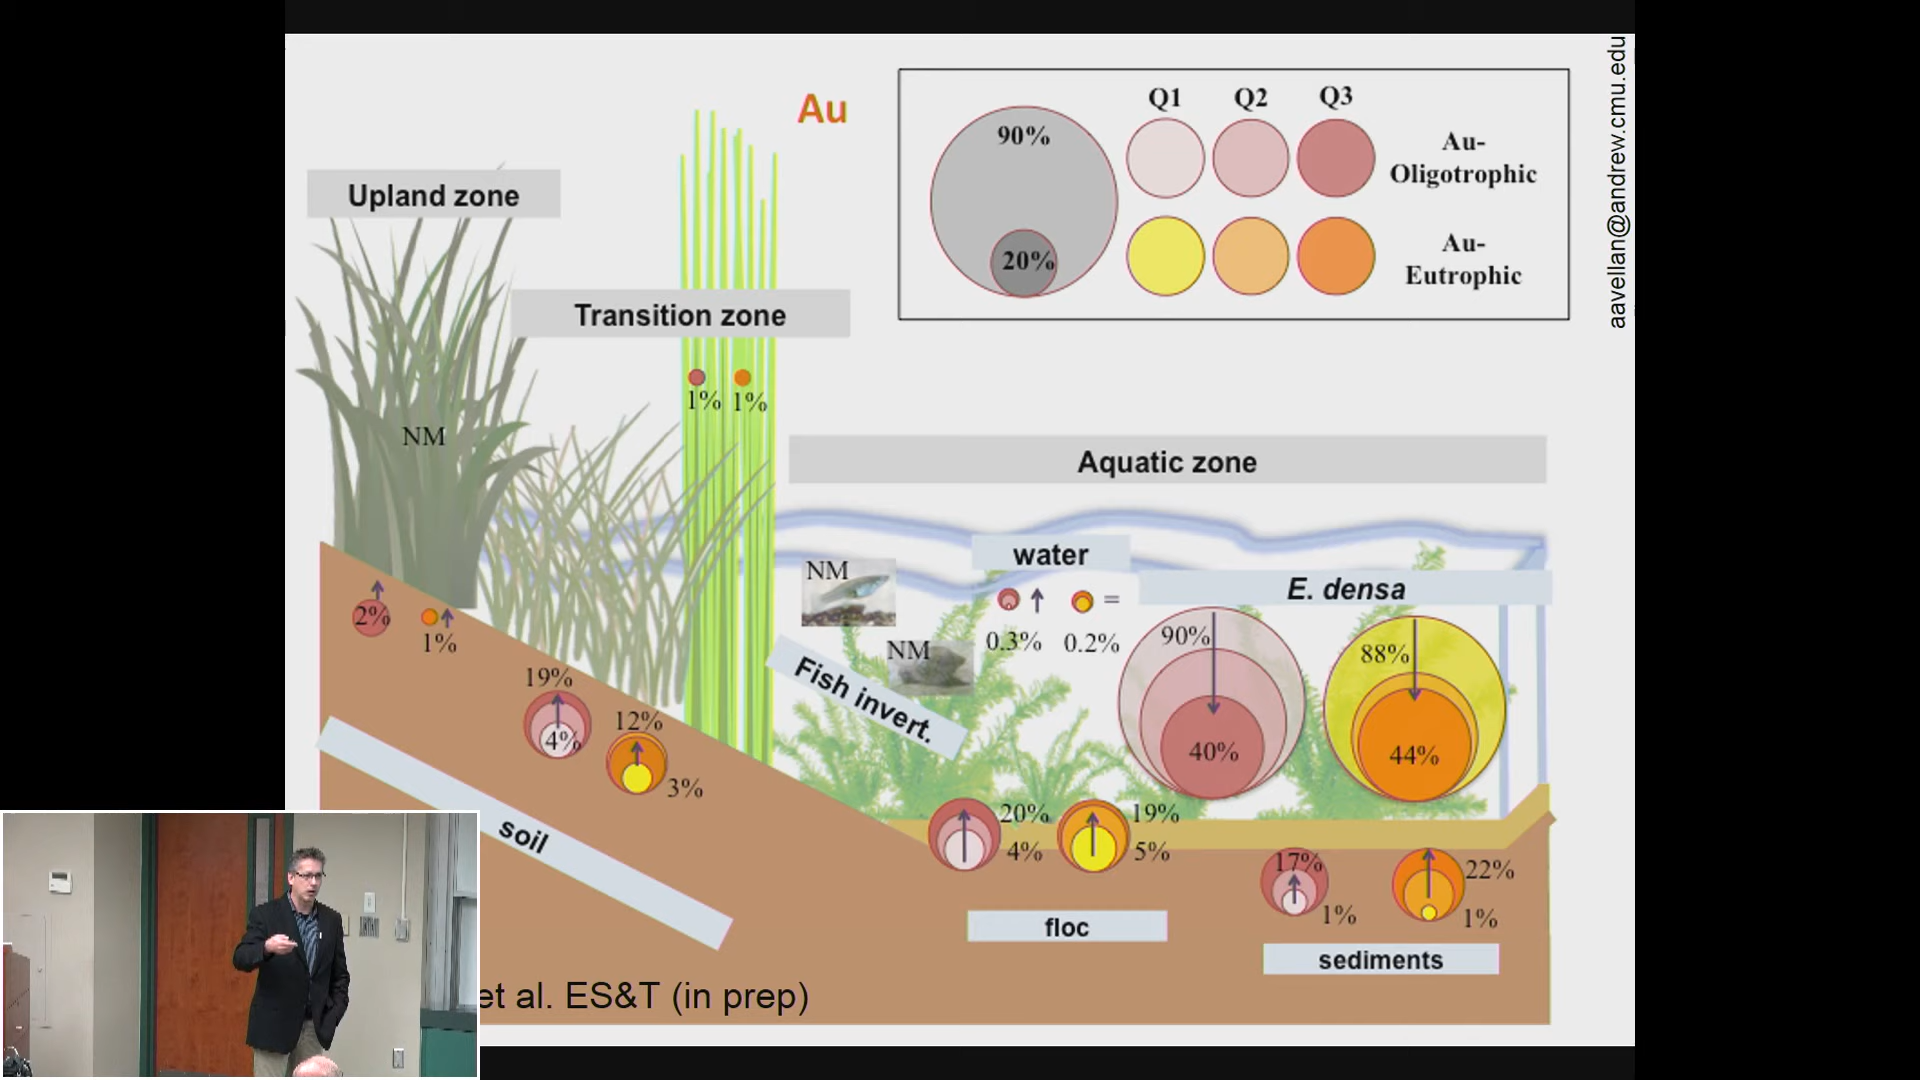 Au
aavellan@andrew.cmu.edu
90%
20%
Q1 Q2 Q3
Au-
Oligotrophic
Au-
Eutrophic
Upland zone
Transition zone
Aquatic zone
1% 1%
NM
water
E. densa
NM
NM
0.3% 0.2%
Fish invert.
90%
40%
88%
44%
2%
1%
19%
4%
12%
3%
20%
4%
19%
5%
17%
1%
22%
1%
soil
floc
sediments
et al. ES&T (in prep)